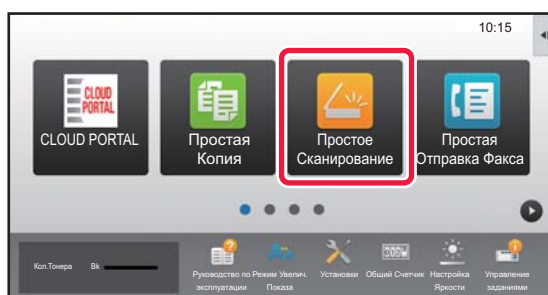 10:15
CLOUD
PORTAL
CLOUD PORTAL
Простая
Копия
Простое
Сканирование
Простая
Отправка Факса
Кол.Тонера
Bk
Руководство по
эксплуатации
Режим Увелич.
Показа
Установки
Общий Счетчик
Настройка
Яркости
Управление
заданиями